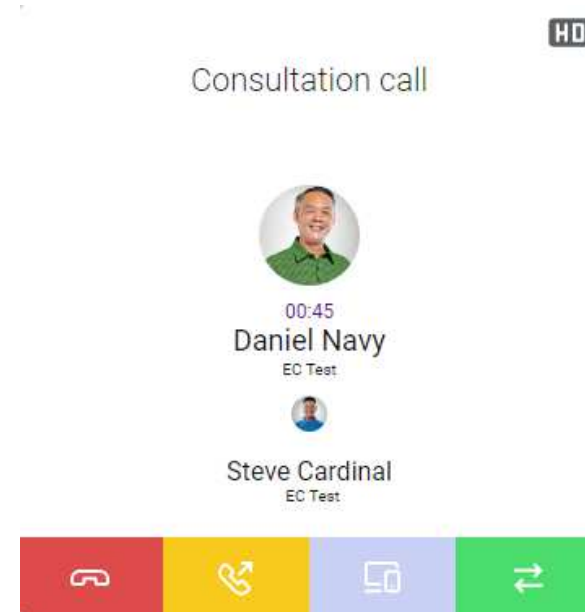 HD
Consultation call
00:45
Daniel Navy
EC Test
Steve Cardinal
EC Test